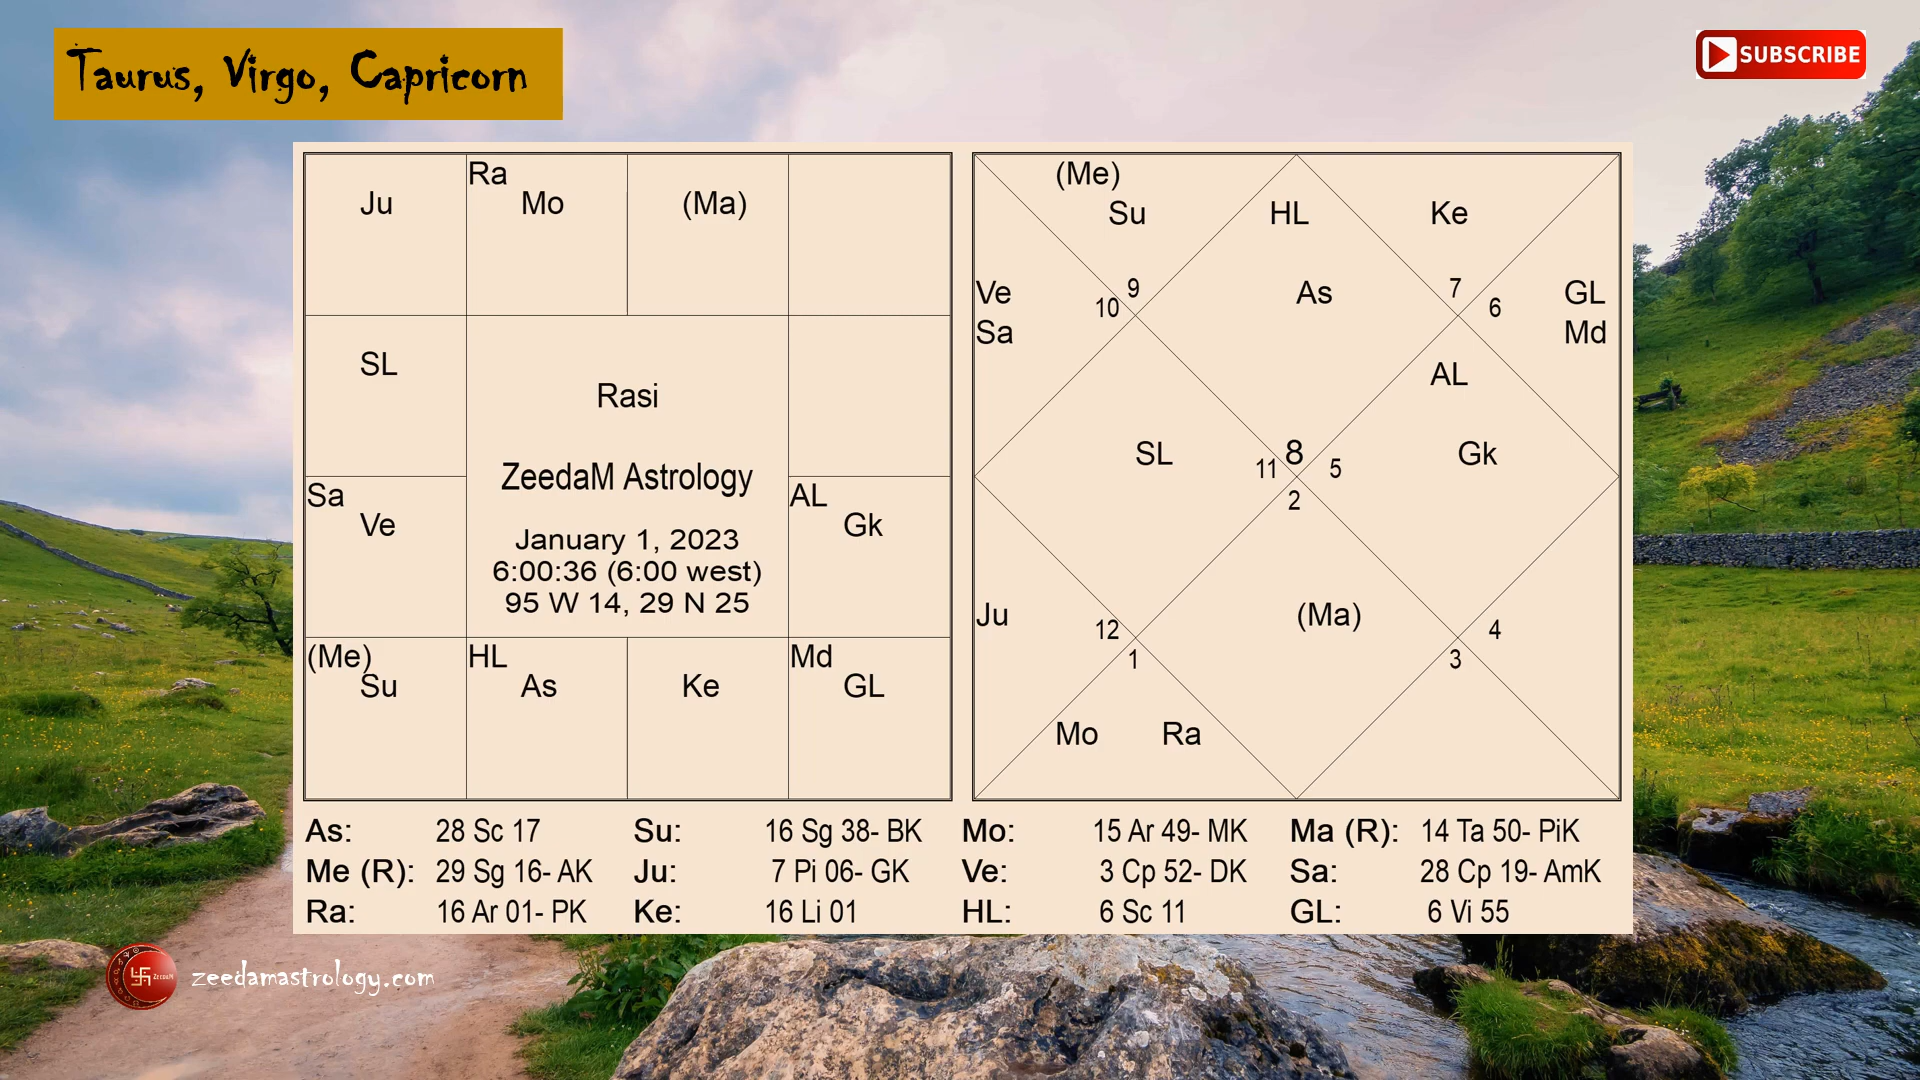 Taurus, Virgo, Capricorn
SUBSCRIBE
Ju
Ra
Mo
(Ma)
SL
Rasi
ZeedaM Astrology
January 1, 2023
6:00:36 (6:00 west)
95 W 14, 29 N 25
Sa
Ve
AL
Gk
(Me)
Su
HL
As
Ke
Md
GL
(Me)
Su
HL
Ke
9
7
Ve
10
As
6
GL
Sa
Md
AL
SL
8
Gk
11
5
2
Ju
12
(Ma)
4
1
3
Mo Ra
As: 28 Sc 17 Su: 16 Sg 38- BK Mo: 15 Ar 49- MK Ma (R): 14 Ta 50- PiK
Me (R): 29 Sg 16- AK Ju: 7 Pi 06- GK Ve: 3 Cp 52- DK Sa: 28 Cp 19- AmK
Ra: 16 Ar 01- PK Ke: 16 Li 01 HL: 6 Sc 11 GL: 6 Vi 55
zeedamastrology.com